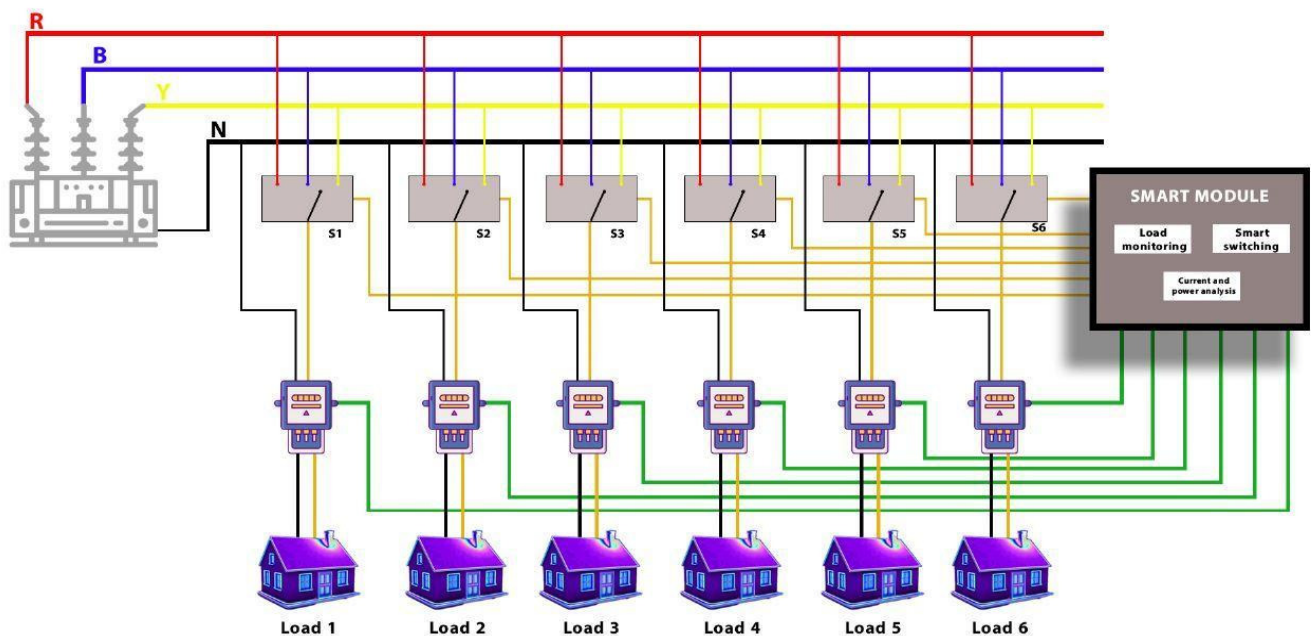 R
B
Y
N
S1
S2
S3
S4
S5
S6
SMART MODULE
Load
monitoring
Smart
switching
Current and
power analysis
Load 1
Load 2
Load 3
Load 4
Load 5
Load 6